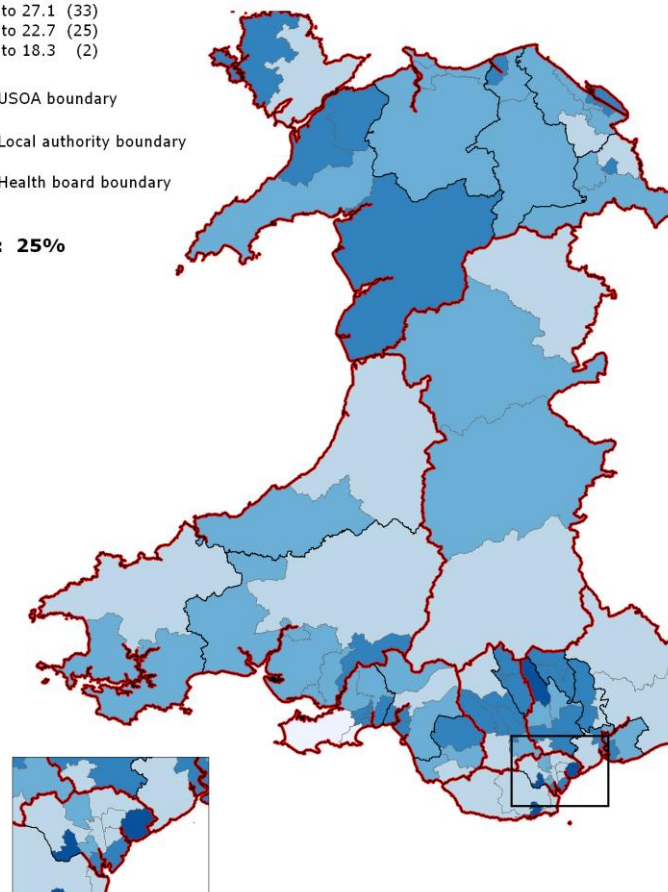 to 27.1 (33)
to 22.7 (25)
to 18.3 (2)
USOA boundary
Local authority boundary
Health board boundary
: 25%